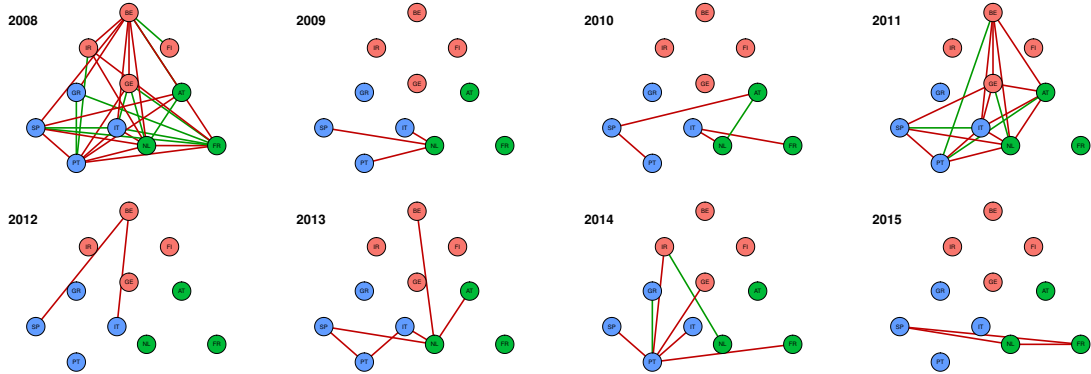 2008
BE
IR
FI
GE
GR
AT
SP
IT
NL
FR
PT
2009
BE
IR
FI
GE
GR
AT
SP
IT
NL
FR
PT
2010
BE
IR
FI
GE
GR
AT
SP
IT
NL
FR
PT
2011
BE
IR
FI
GE
GR
AT
SP
IT
NL
FR
PT
2012
BE
IR
FI
GE
GR
AT
SP
IT
NL
FR
PT
2013
BE
IR
FI
GE
GR
AT
SP
IT
NL
FR
PT
2014
BE
IR
FI
GE
GR
AT
SP
IT
NL
FR
PT
2015
BE
IR
FI
GE
GR
AT
SP
IT
NL
FR
PT